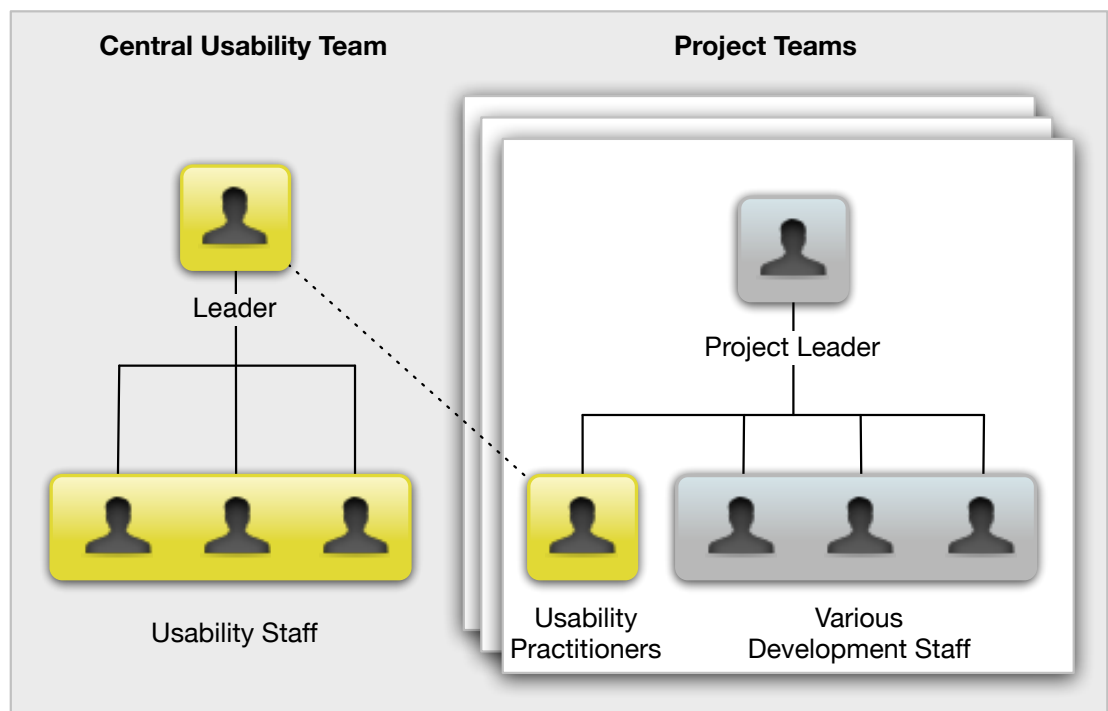 Central Usability Team
Project Teams
Leader
Project Leader
Usability Staff
Usability
Practitioners
Various
Development Staff